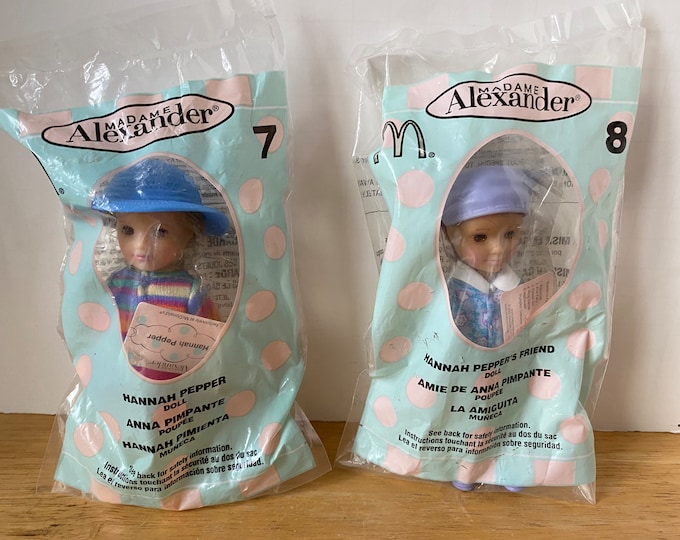 MADAME
Alexander®
7
Exclusively at McDonald's
Hannah Pepper
HANNAH PEPPER
DOLL
ANNA PIMPANTE
POUPÉE
HANNAH PIMIENTA
MUÑECA
back for safety information.
Instructions touchant la sécurité au dos du sac
Lea el reverso para información sobre seguridad.
MADAME
Alexander®
M®
8
HANNAH PEPPER'S FRIEND
DOLL
AMIE DE ANNA PIMPANTE
POUPÉE
LA AMIGUITA
MUÑECA
See back for safety information.
Instructions touchant la sécurité au dos du sac
Lea el reverso para información sobre seguridad.